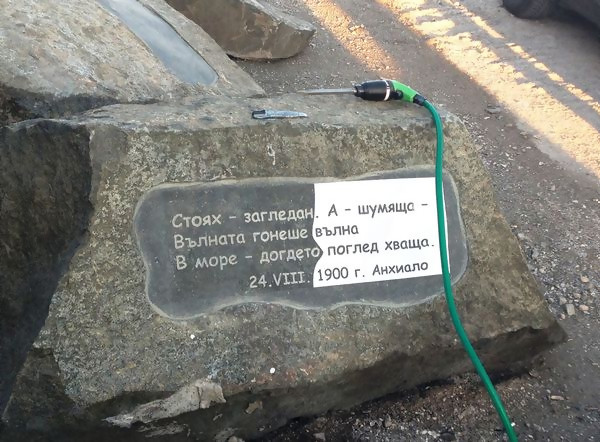 Стоях – загледан. А – шумяща –
Вълната гонеше вълна
В море – догдето поглед хваща.
24.VIII. 1900 г. Анхиало